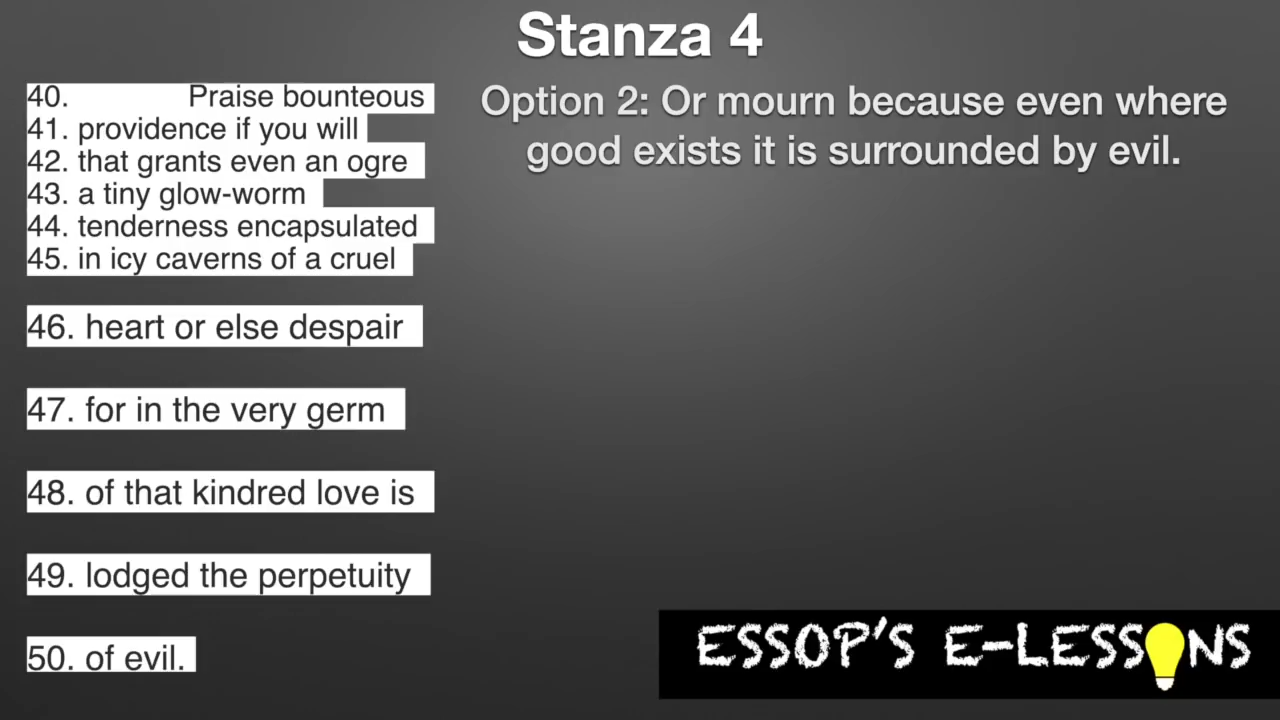 Stanza 4
40. Praise bounteous
41. providence if you will
42. that grants even an ogre
43. a tiny glow-worm
44. tenderness encapsulated
45. in icy caverns of a cruel
46. heart or else despair
47. for in the very germ
48. of that kindred love is
49. lodged the perpetuity
50. of evil.
Option 2: Or mourn because even where
good exists it is surrounded by evil.
ESSOP'S E-LESSONS